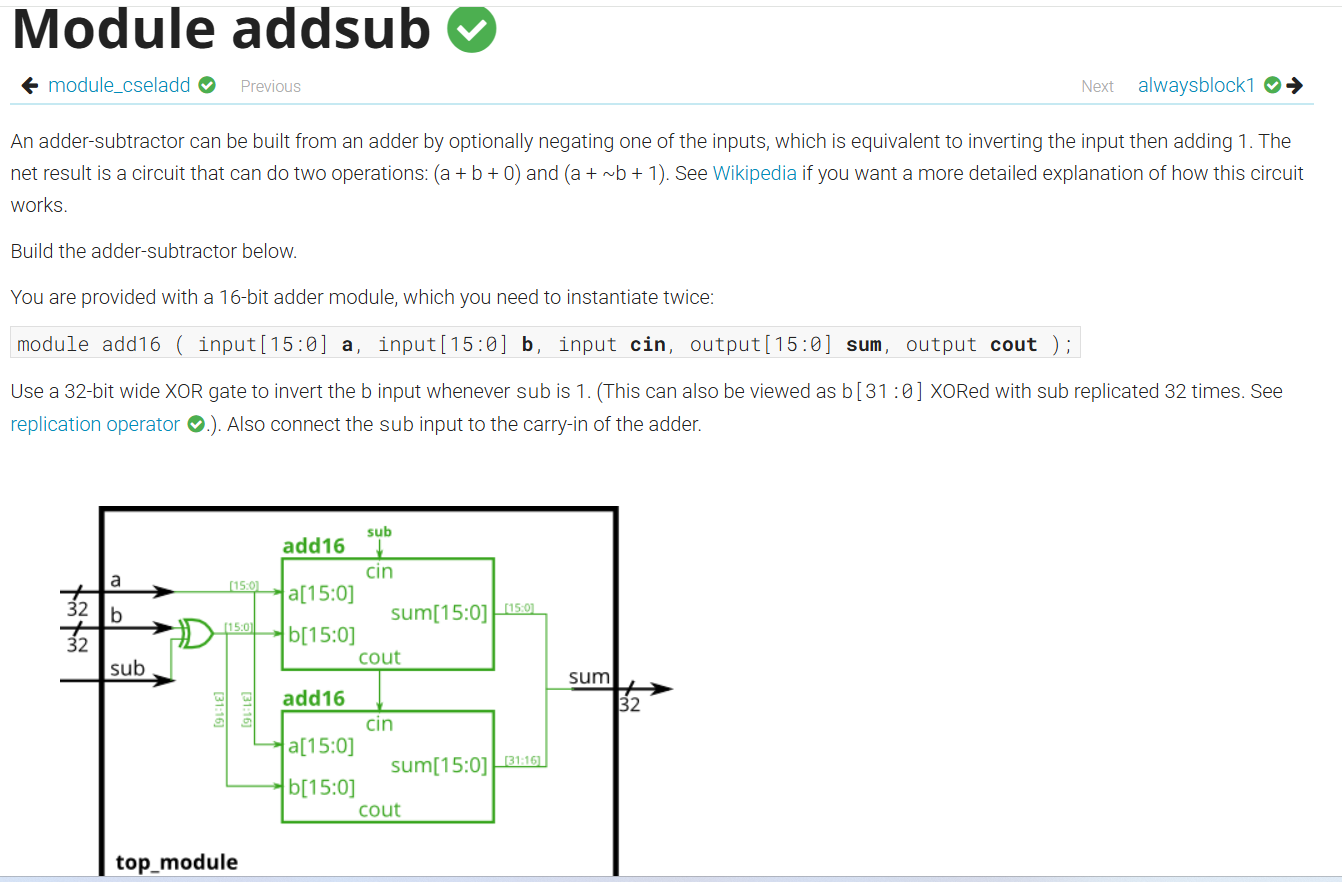 Module addsub
module_cseladd Previous Next alwaysblock1
An adder-subtractor can be built from an adder by optionally negating one of the inputs, which is equivalent to inverting the input then adding 1. The
net result is a circuit that can do two operations: (a + b + 0) and (a + ~b + 1). See Wikipedia if you want a more detailed explanation of how this circuit
works.
Build the adder-subtractor below.
You are provided with a 16-bit adder module, which you need to instantiate twice:
module add16 ( input[15:0] a, input[15:0] b, input cin, output[15:0] sum, output cout );
Use a 32-bit wide XOR gate to invert the b input whenever sub is 1. (This can also be viewed as b[31:0] XORed with sub replicated 32 times. See
replication operator .). Also connect the sub input to the carry-in of the adder.
sub
add16
cin
a
[15:0]
a[15:0]
32
b
sum[15:0]
[15:0]
[15:0]
b[15:0]
32
cout
sub
sum
32
[31:16]
[31:16]
add16
cin
a[15:0]
sum[15:0]
[31:16]
b[15:0]
cout
top_module